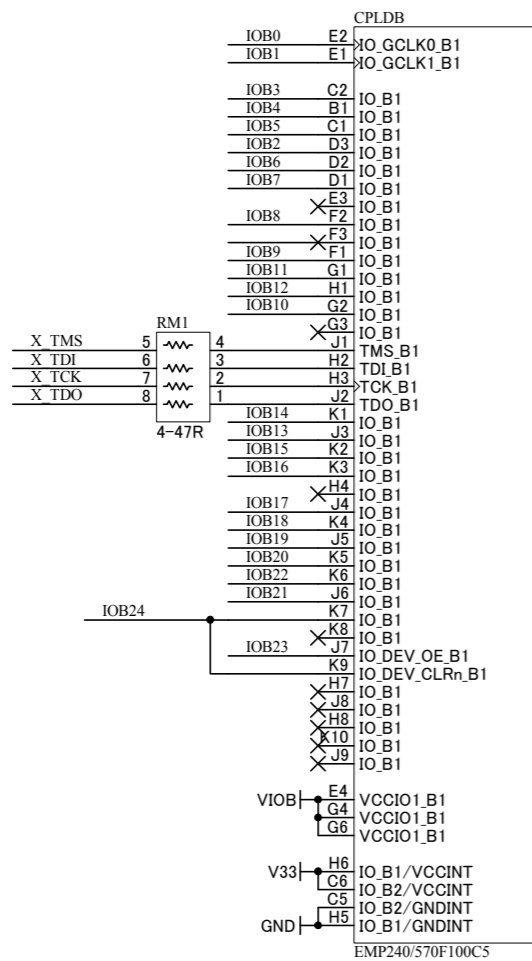 CPLDB
IOB0 E2 IO_GCLK0_B1
IOB1 E1 IO_GCLK1_B1
IOB3 C2 IO_B1
IOB4 B1 IO_B1
IOB5 C1 IO_B1
IOB2 D3 IO_B1
IOB6 D2 IO_B1
IOB7 D1 IO_B1
E3 IO_B1
IOB8 F2 IO_B1
F3 IO_B1
IOB9 F1 IO_B1
IOB11 G1 IO_B1
IOB12 H1 IO_B1
IOB10 G2 IO_B1
RM1
G3 IO_B1
X_TMS 5 4 J1 TMS_B1
X_TDI 6 3 H2 TDI_B1
X_TCK 7 2 H3 TCK_B1
X_TDO 8 1 J2 TDO_B1
4-47R
IOB14 K1 IO_B1
IOB13 J3 IO_B1
IOB15 K2 IO_B1
IOB16 K3 IO_B1
H4 IO_B1
IOB17 J4 IO_B1
IOB18 K4 IO_B1
IOB19 J5 IO_B1
IOB20 K5 IO_B1
IOB22 K6 IO_B1
IOB21 J6 IO_B1
IOB24 K7 IO_B1
K8 IO_B1
IOB23 J7 IO_DEV_OE_B1
K9 IO_DEV_CLRn_B1
H7 IO_B1
J8 IO_B1
H8 IO_B1
K10 IO_B1
J9 IO_B1
VIOB E4 VCCIO1_B1
G4 VCCIO1_B1
G6 VCCIO1_B1
V33 H6 IO_B1/VCCINT
C6 IO_B2/VCCINT
C5 IO_B2/GNDINT
GND H5 IO_B1/GNDINT
EMP240/570F100C5